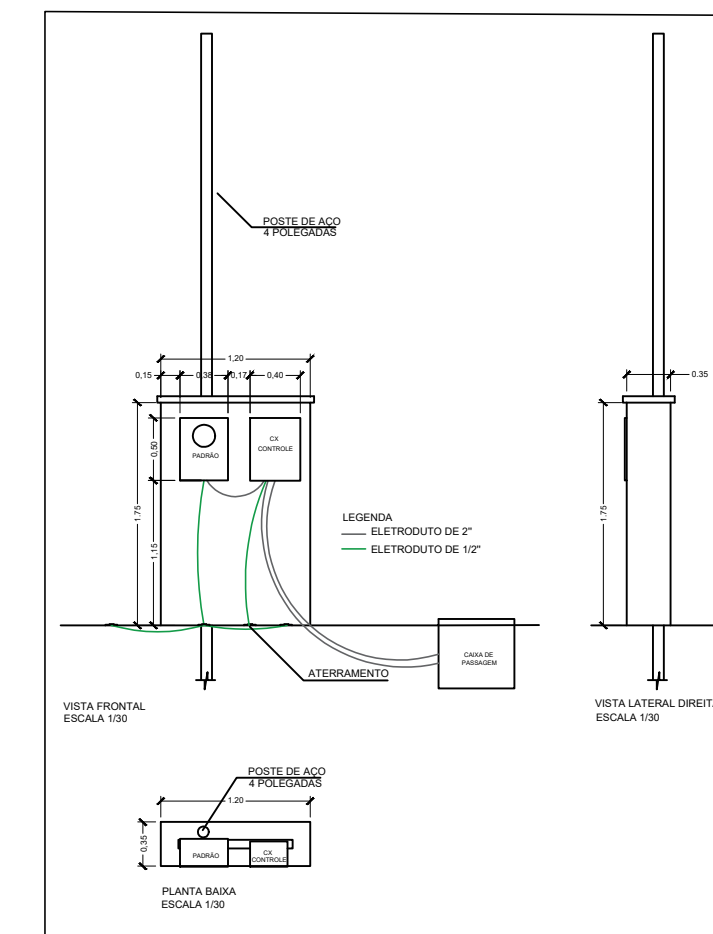 POSTE DE AÇO
4 POLEGADAS
1,20
0,15
0,38
0,17
0,40
0.35
PADRÃO
CX
CONTROLE
0,50
1.75
1,15
1.75
LEGENDA
ELETRODUTO DE 2"
ELETRODUTO DE 1/2"
CAIXA DE
PASSAGEM
ATERRAMENTO
VISTA FRONTAL
ESCALA 1/30
VISTA LATERAL DIREIT
ESCALA 1/30
POSTE DE AÇO
4 POLEGADAS
1.20
0,35
PADRÃO
CX
CONTROLE
PLANTA BAIXA
ESCALA 1/30